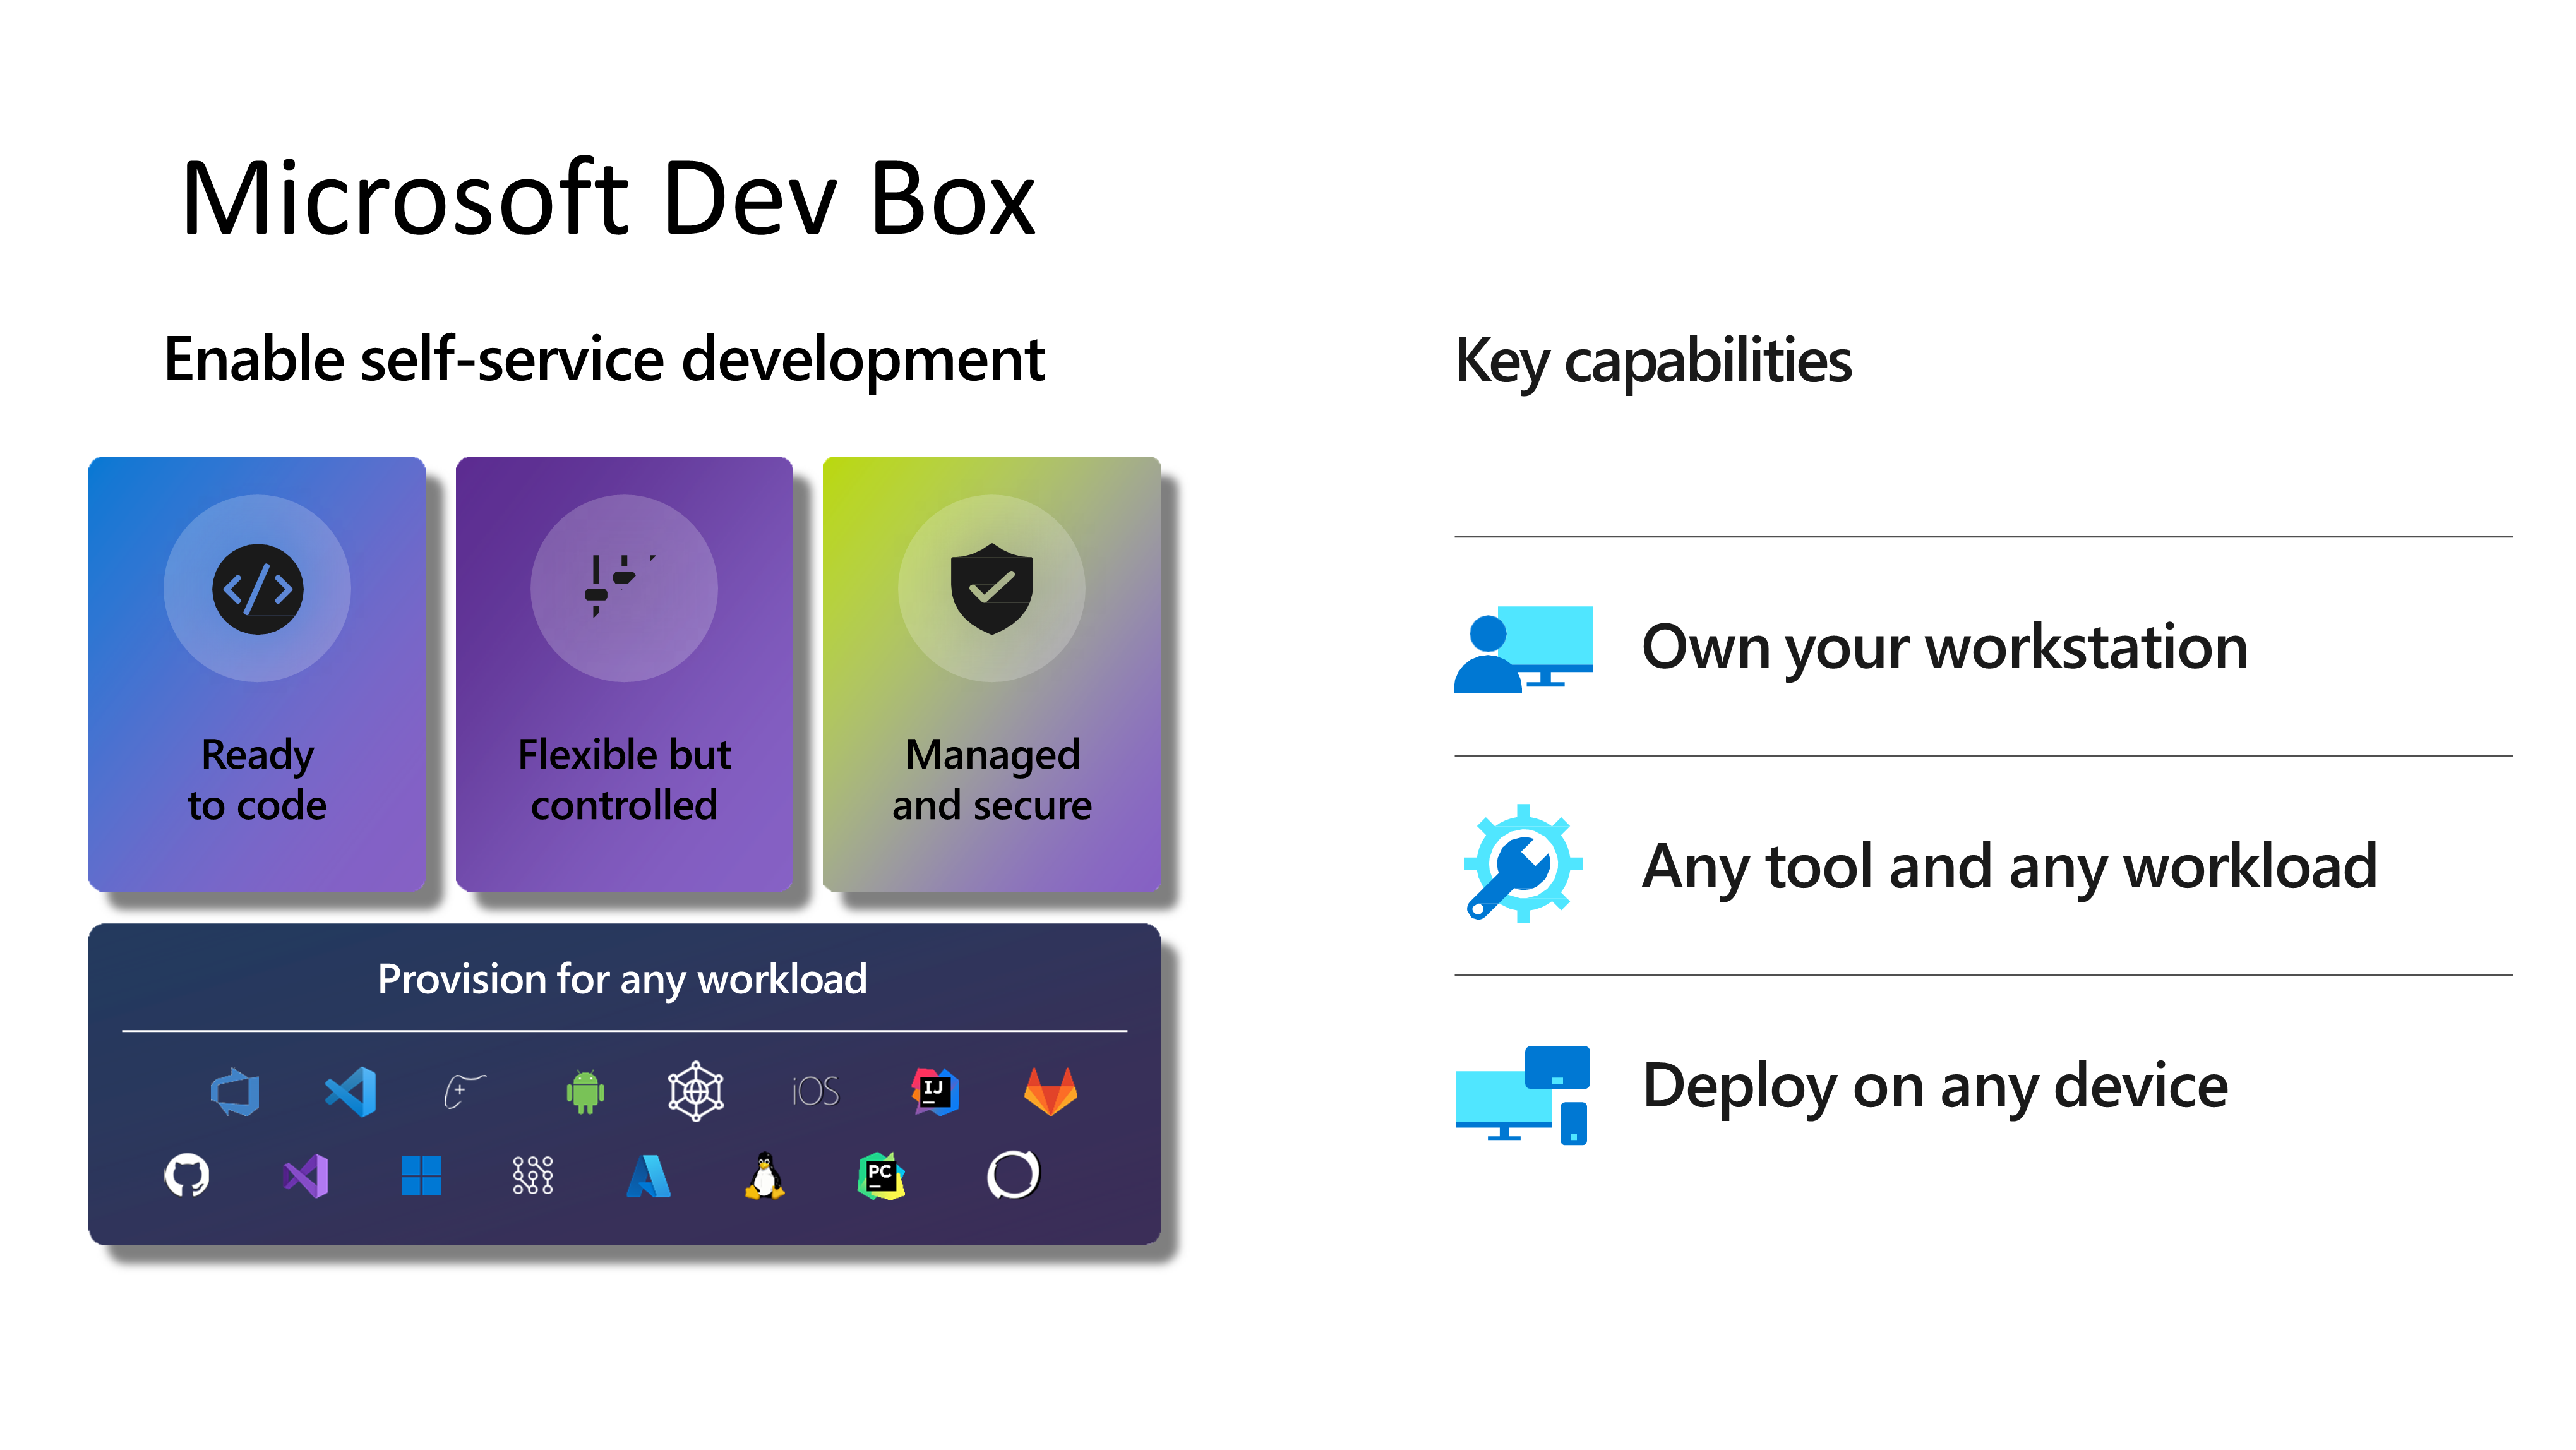 Microsoft Dev Box
Enable self-service development
Ready
to code
Flexible but
controlled
Managed
and secure
Provision for any workload
iOS
IJ
PC
Key capabilities
Own your workstation
Any tool and any workload
Deploy on any device